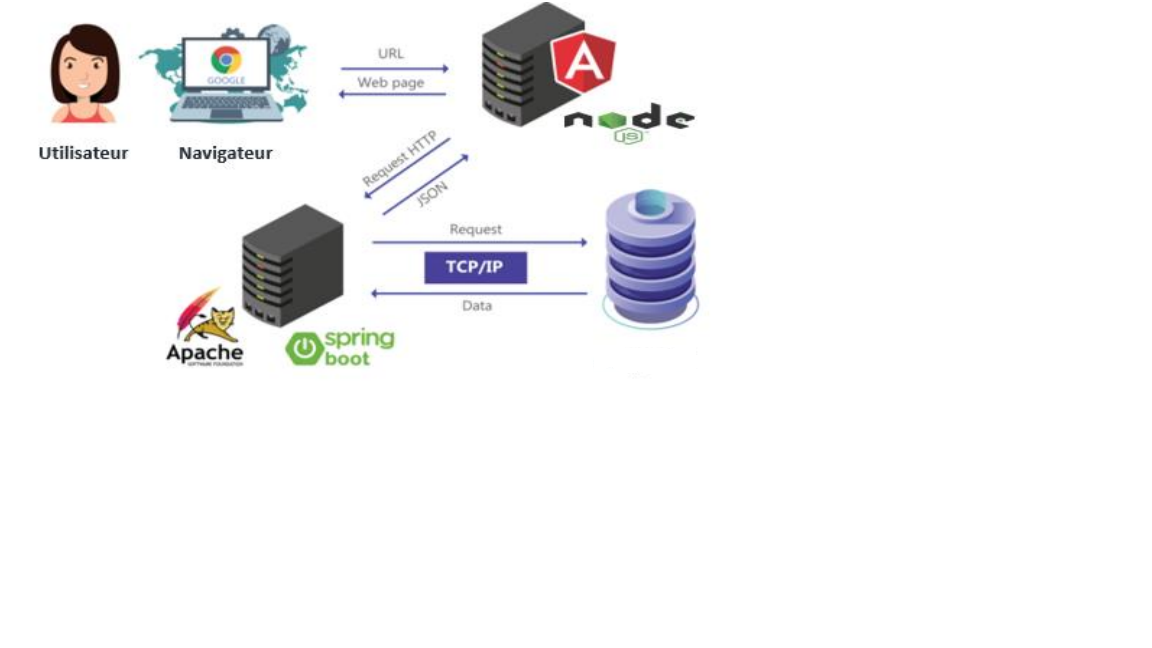 GOOGLE
Utilisateur
Navigateur
URL
Web page
node
JS
Request HTTP
JSON
Request
TCP/IP
Data
Apache
SOFTWARE FOUNDATION
spring
boot